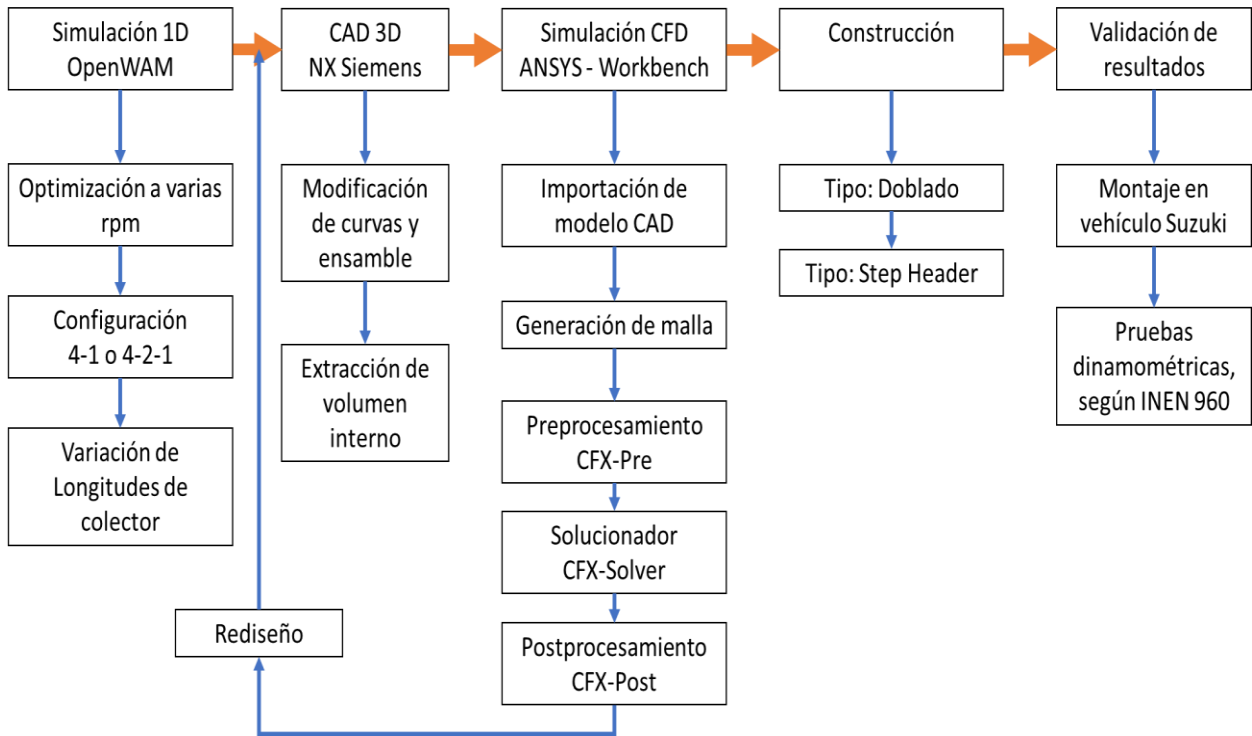 Simulación 1D
OpenWAM
CAD 3D
NX Siemens
Simulación CFD
ANSYS - Workbench
Construcción
Validación de
resultados
Optimización a varias
rpm
Configuración
4-1 o 4-2-1
Variación de
Longitudes de
colector
Modificación
de curvas y
ensamble
Extracción de
volumen
interno
Importación de
modelo CAD
Generación de malla
Preprocesamiento
CFX-Pre
Solucionador
CFX-Solver
Postprocesamiento
CFX-Post
Rediseño
Tipo: Doblado
Tipo: Step Header
Montaje en
vehículo Suzuki
Pruebas
dinamométricas,
según INEN 960